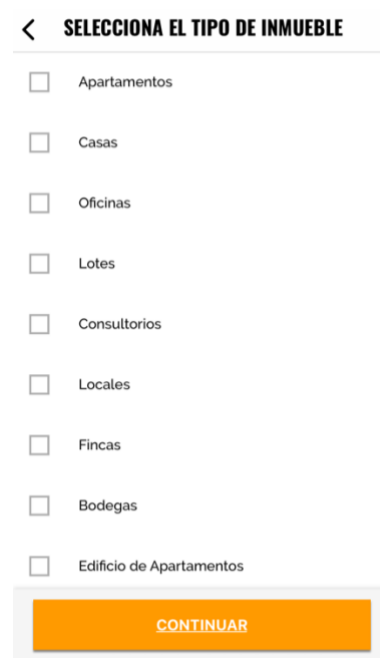 SELECCIONA EL TIPO DE INMUEBLE
Apartamentos
Casas
Oficinas
Lotes
Consultorios
Locales
Fincas
Bodegas
Edificio de Apartamentos
CONTINUAR